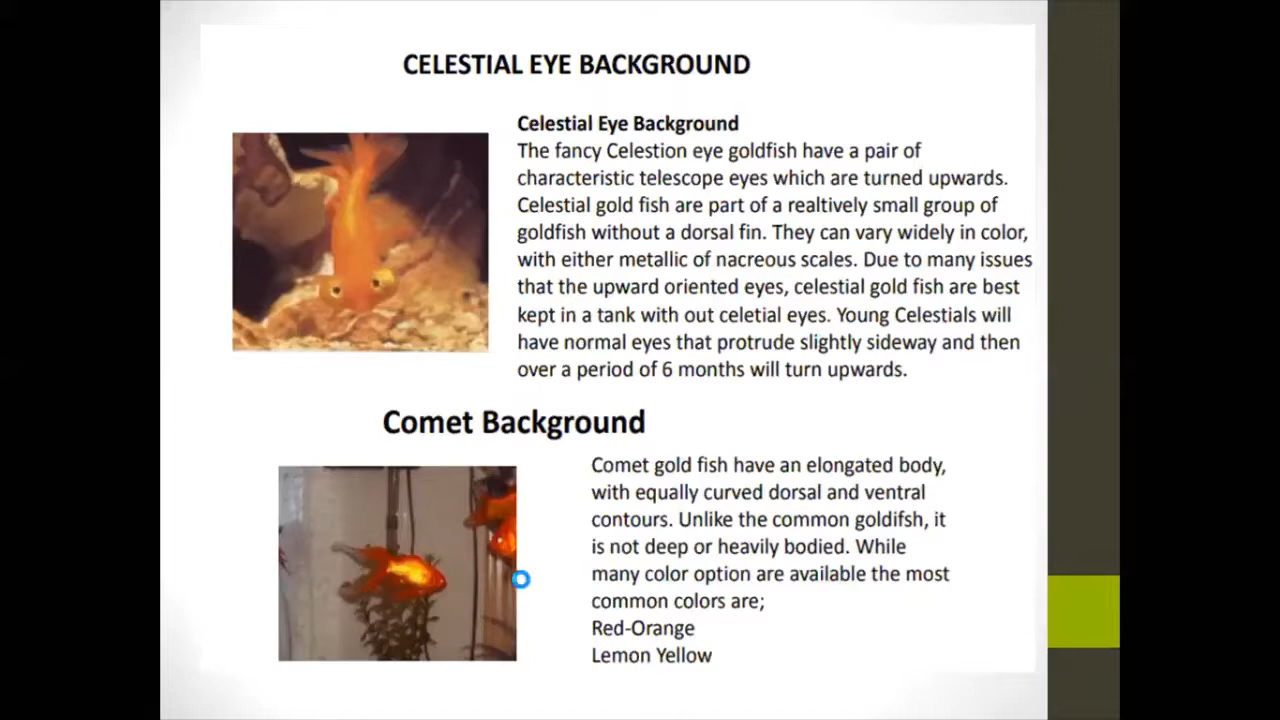 CELESTIAL EYE BACKGROUND
Celestial Eye Background
The fancy Celestion eye goldfish have a pair of
characteristic telescope eyes which are turned upwards.
Celestial gold fish are part of a realtively small group of
goldfish without a dorsal fin. They can vary widely in color,
with either metallic of nacreous scales. Due to many issues
that the upward oriented eyes, celestial gold fish are best
kept in a tank with out celetial eyes. Young Celestials will
have normal eyes that protrude slightly sideway and then
over a period of 6 months will turn upwards.
Comet Background
Comet gold fish have an elongated body,
with equally curved dorsal and ventral
contours. Unlike the common goldifsh, it
is not deep or heavily bodied. While
many color option are available the most
common colors are;
Red-Orange
Lemon Yellow